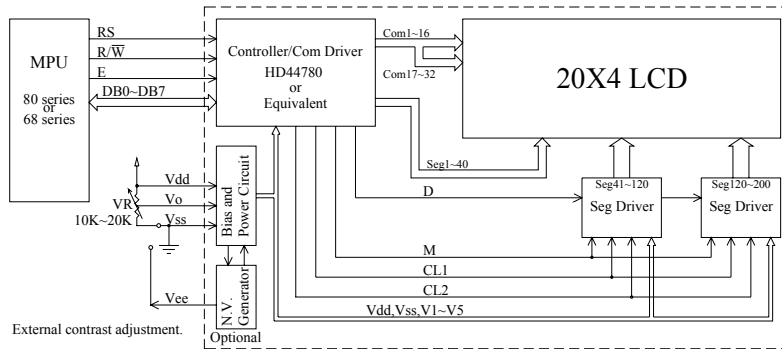 MPU
80 series
or
68 series
RS
R/W
E
DB0~DB7
Controller/Com Driver
HD44780
or
Equivalent
Com1~16
Com17~32
20X4 LCD
Seg1~40
D
Seg41~120
Seg Driver
Seg120~200
Seg Driver
Vdd
Vo
Vss
VR
10K~20K
Bias and
Power Circuit
M
CL1
CL2
Vdd,Vss,V1~V5
Vee
N.V.
Generator
Optional
External contrast adjustment.